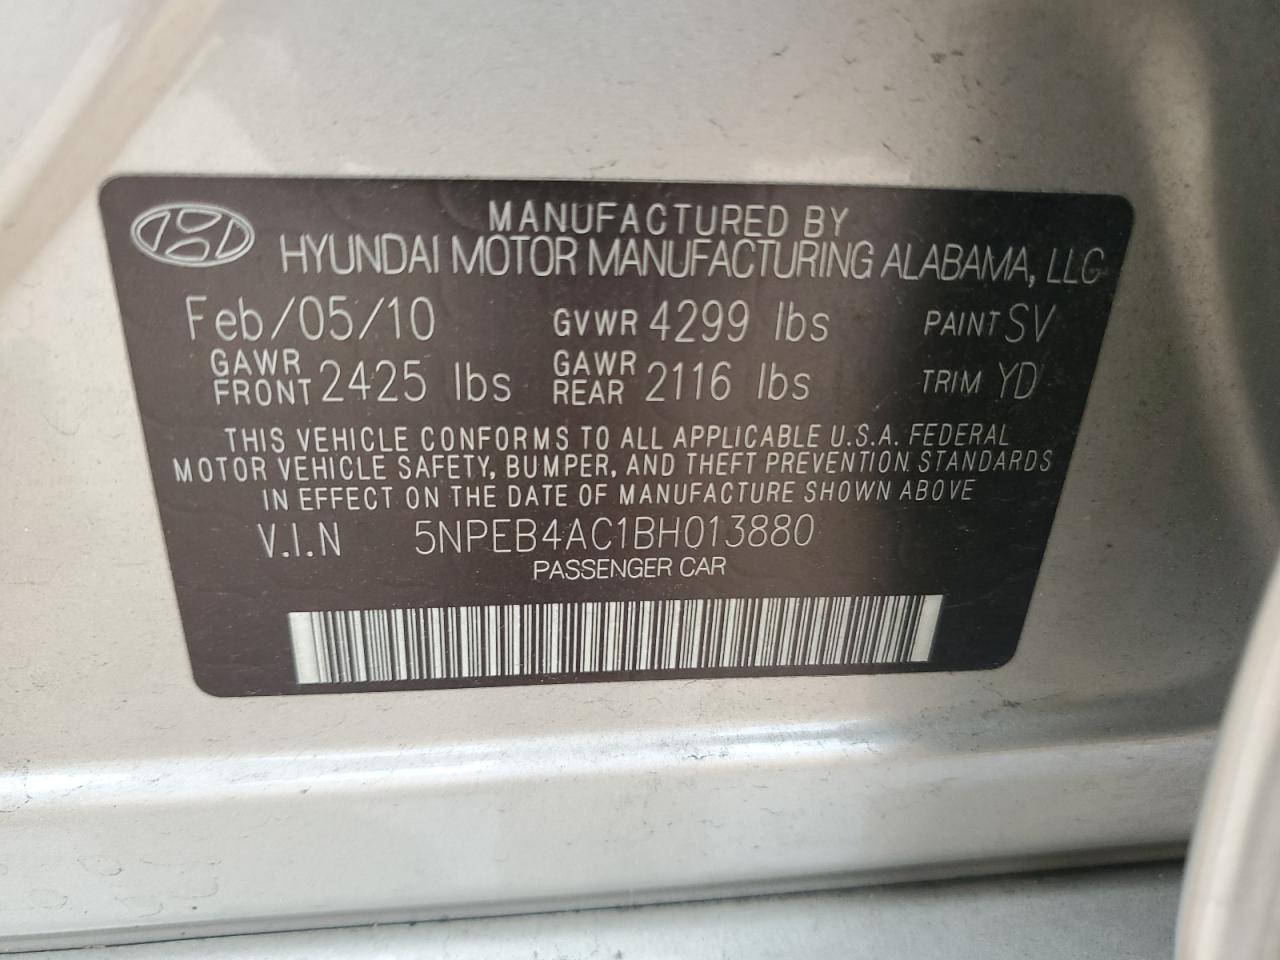 MANUFACTURED BY
HYUNDAI MOTOR MANUFACTURING ALABAMA, LLC
Feb/05/10 GVWR 4299 lbs PAINT SV
GAWR FRONT 2425 lbs GAWR REAR 2116 lbs TRIM YD
THIS VEHICLE CONFORMS TO ALL APPLICABLE U.S.A. FEDERAL
MOTOR VEHICLE SAFETY, BUMPER, AND THEFT PREVENTION STANDARDS
IN EFFECT ON THE DATE OF MANUFACTURE SHOWN ABOVE
V.I.N 5NPEB4AC1BH013880
PASSENGER CAR